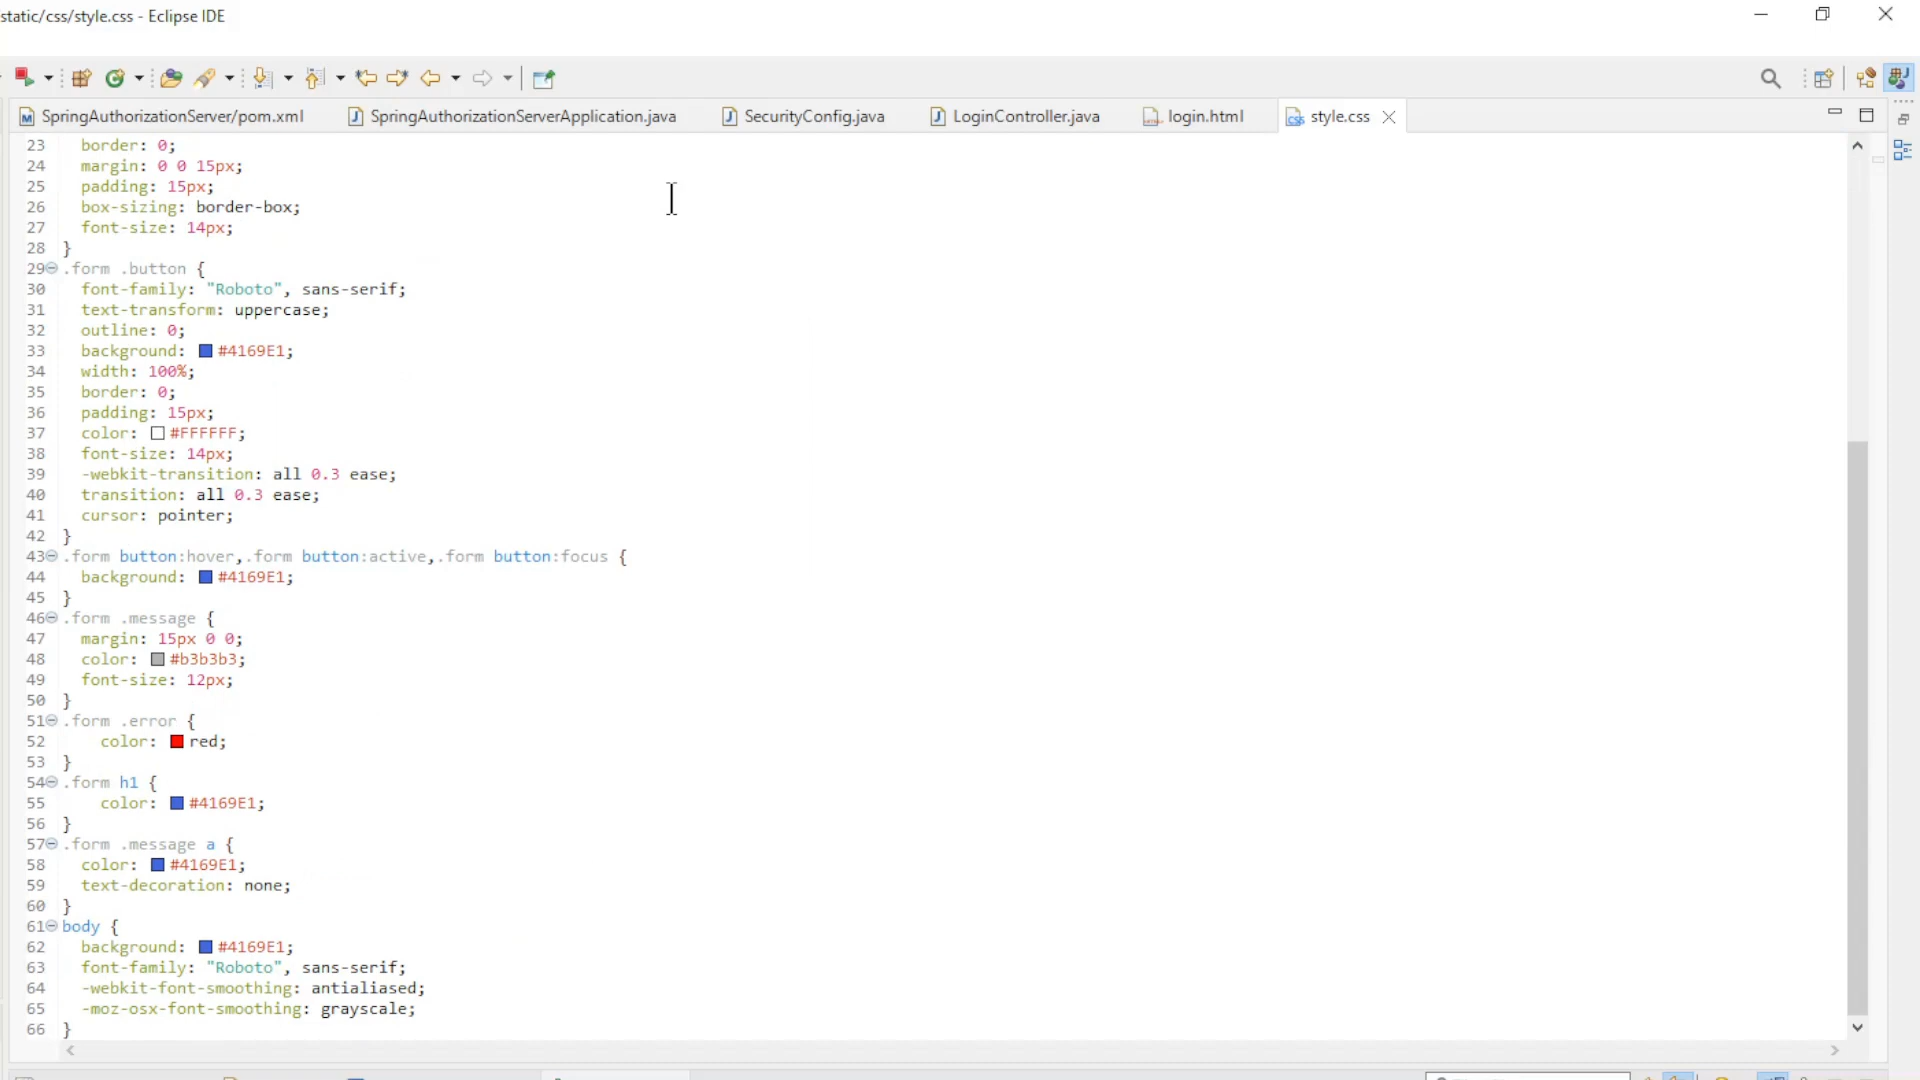 static/css/style.css - Eclipse IDE
SpringAuthorizationServer/pom.xml SpringAuthorizationServerApplication.java SecurityConfig.java LoginController.java login.html style.css
23 border: 0;
24 margin: 0 0 15px;
25 padding: 15px;
26 box-sizing: border-box;
27 font-size: 14px;
28 }
29 .form .button {
30 font-family: "Roboto", sans-serif;
31 text-transform: uppercase;
32 outline: 0;
33 background: #4169E1;
34 width: 100%;
35 border: 0;
36 padding: 15px;
37 color: #FFFFFF;
38 font-size: 14px;
39 -webkit-transition: all 0.3 ease;
40 transition: all 0.3 ease;
41 cursor: pointer;
42 }
43 .form button:hover,.form button:active,.form button:focus {
44 background: #4169E1;
45 }
46 .form .message {
47 margin: 15px 0 0;
48 color: #b3b3b3;
49 font-size: 12px;
50 }
51 .form .error {
52 color: red;
53 }
54 .form h1 {
55 color: #4169E1;
56 }
57 .form .message a {
58 color: #4169E1;
59 text-decoration: none;
60 }
61 body {
62 background: #4169E1;
63 font-family: "Roboto", sans-serif;
64 -webkit-font-smoothing: antialiased;
65 -moz-osx-font-smoothing: grayscale;
66 }